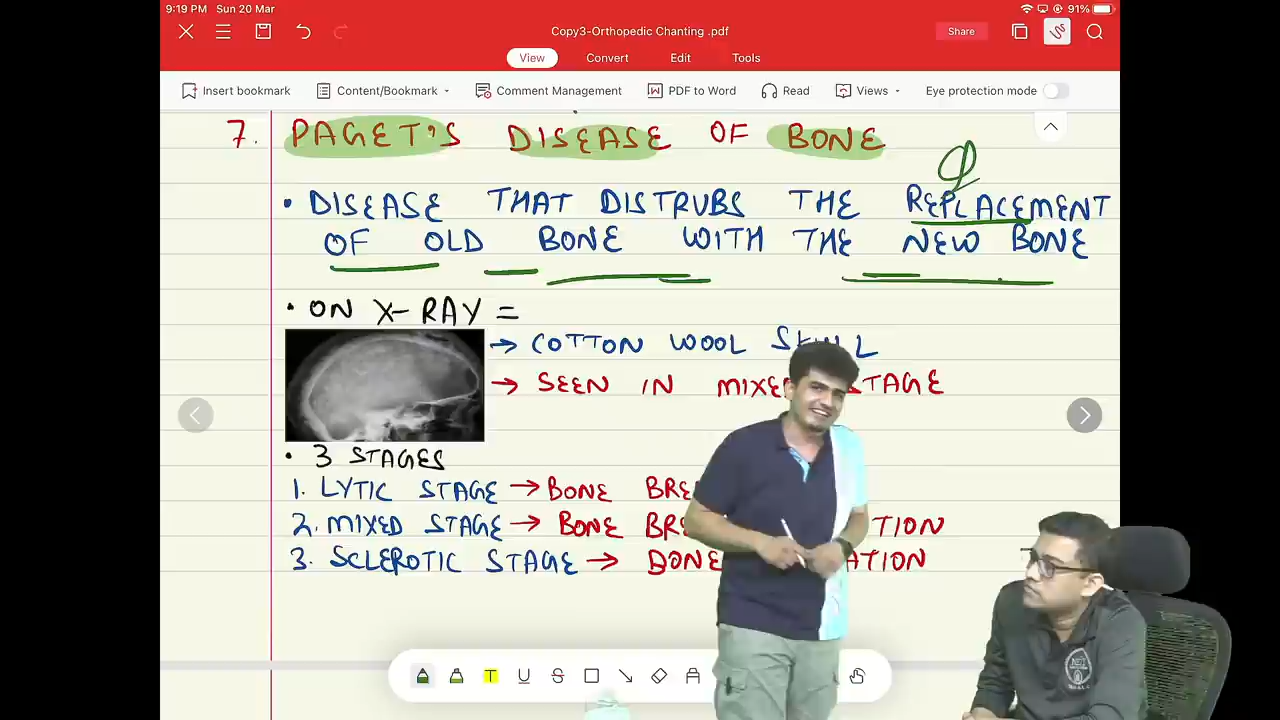 9:19 PM Sun 20 Mar
91%
Copy3-Orthopedic Chanting .pdf
Share
View Convert Edit Tools
Insert bookmark Content/Bookmark Comment Management PDF to Word Read Views Eye protection mode
7. PAGET'S DISEASE OF BONE
• DISEASE THAT DISTRUBS THE REPLACEMENT
OF OLD BONE WITH THE NEW BONE
• ON X-RAY =
→ COTTON WOOL
→ SEEN IN MIXED STAGE
• 3 STAGES
1. LYTIC STAGE → BONE
2. MIXED STAGE → BONE
3. SCLEROTIC STAGE → BONE